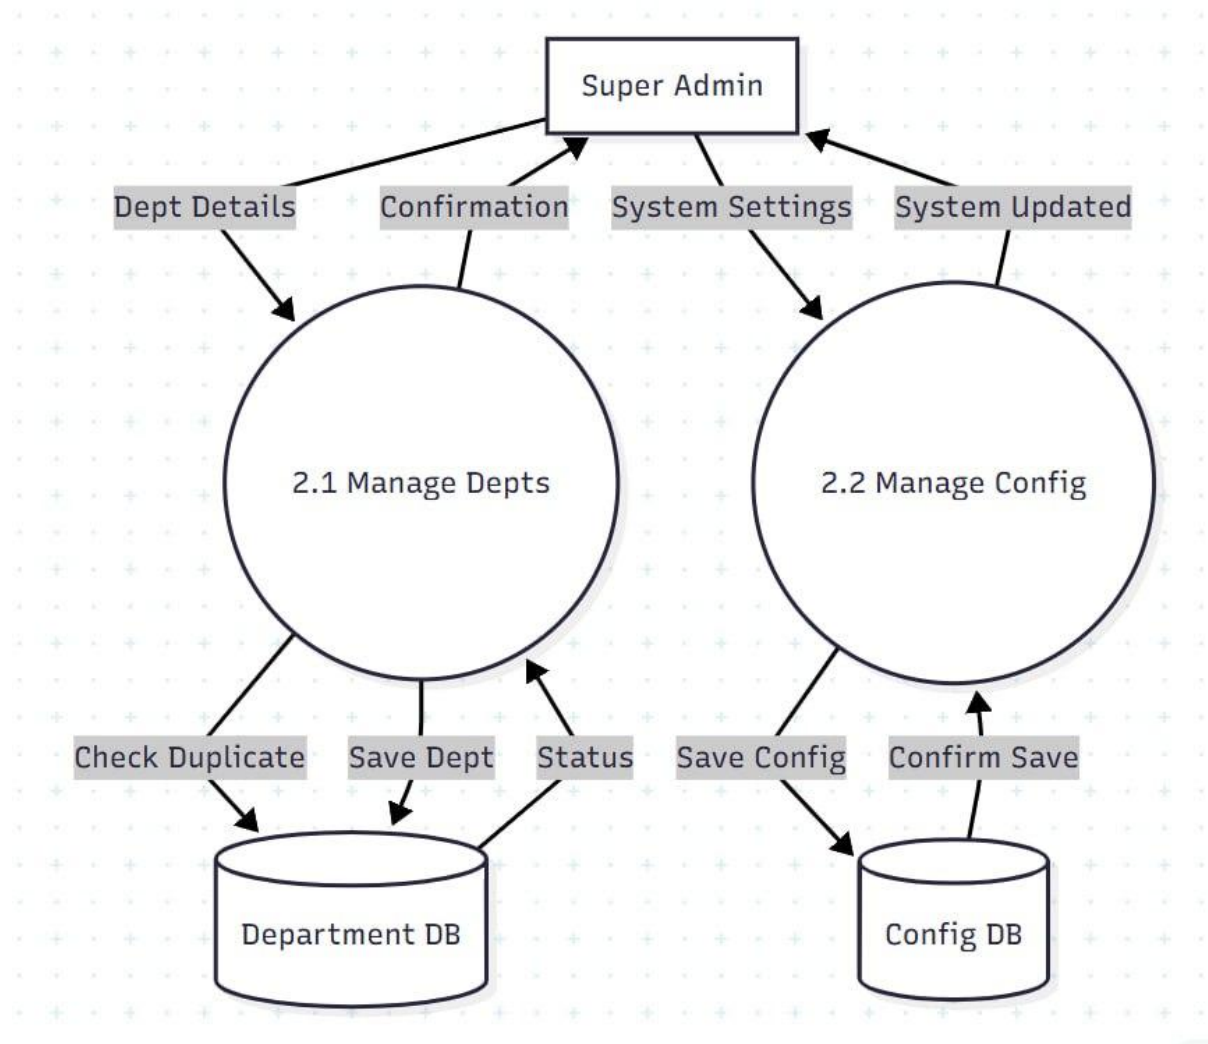 Super Admin
Dept Details
Confirmation
System Settings
System Updated
2.1 Manage Depts
2.2 Manage Config
Check Duplicate
Save Dept
Status
Save Config
Confirm Save
Department DB
Config DB